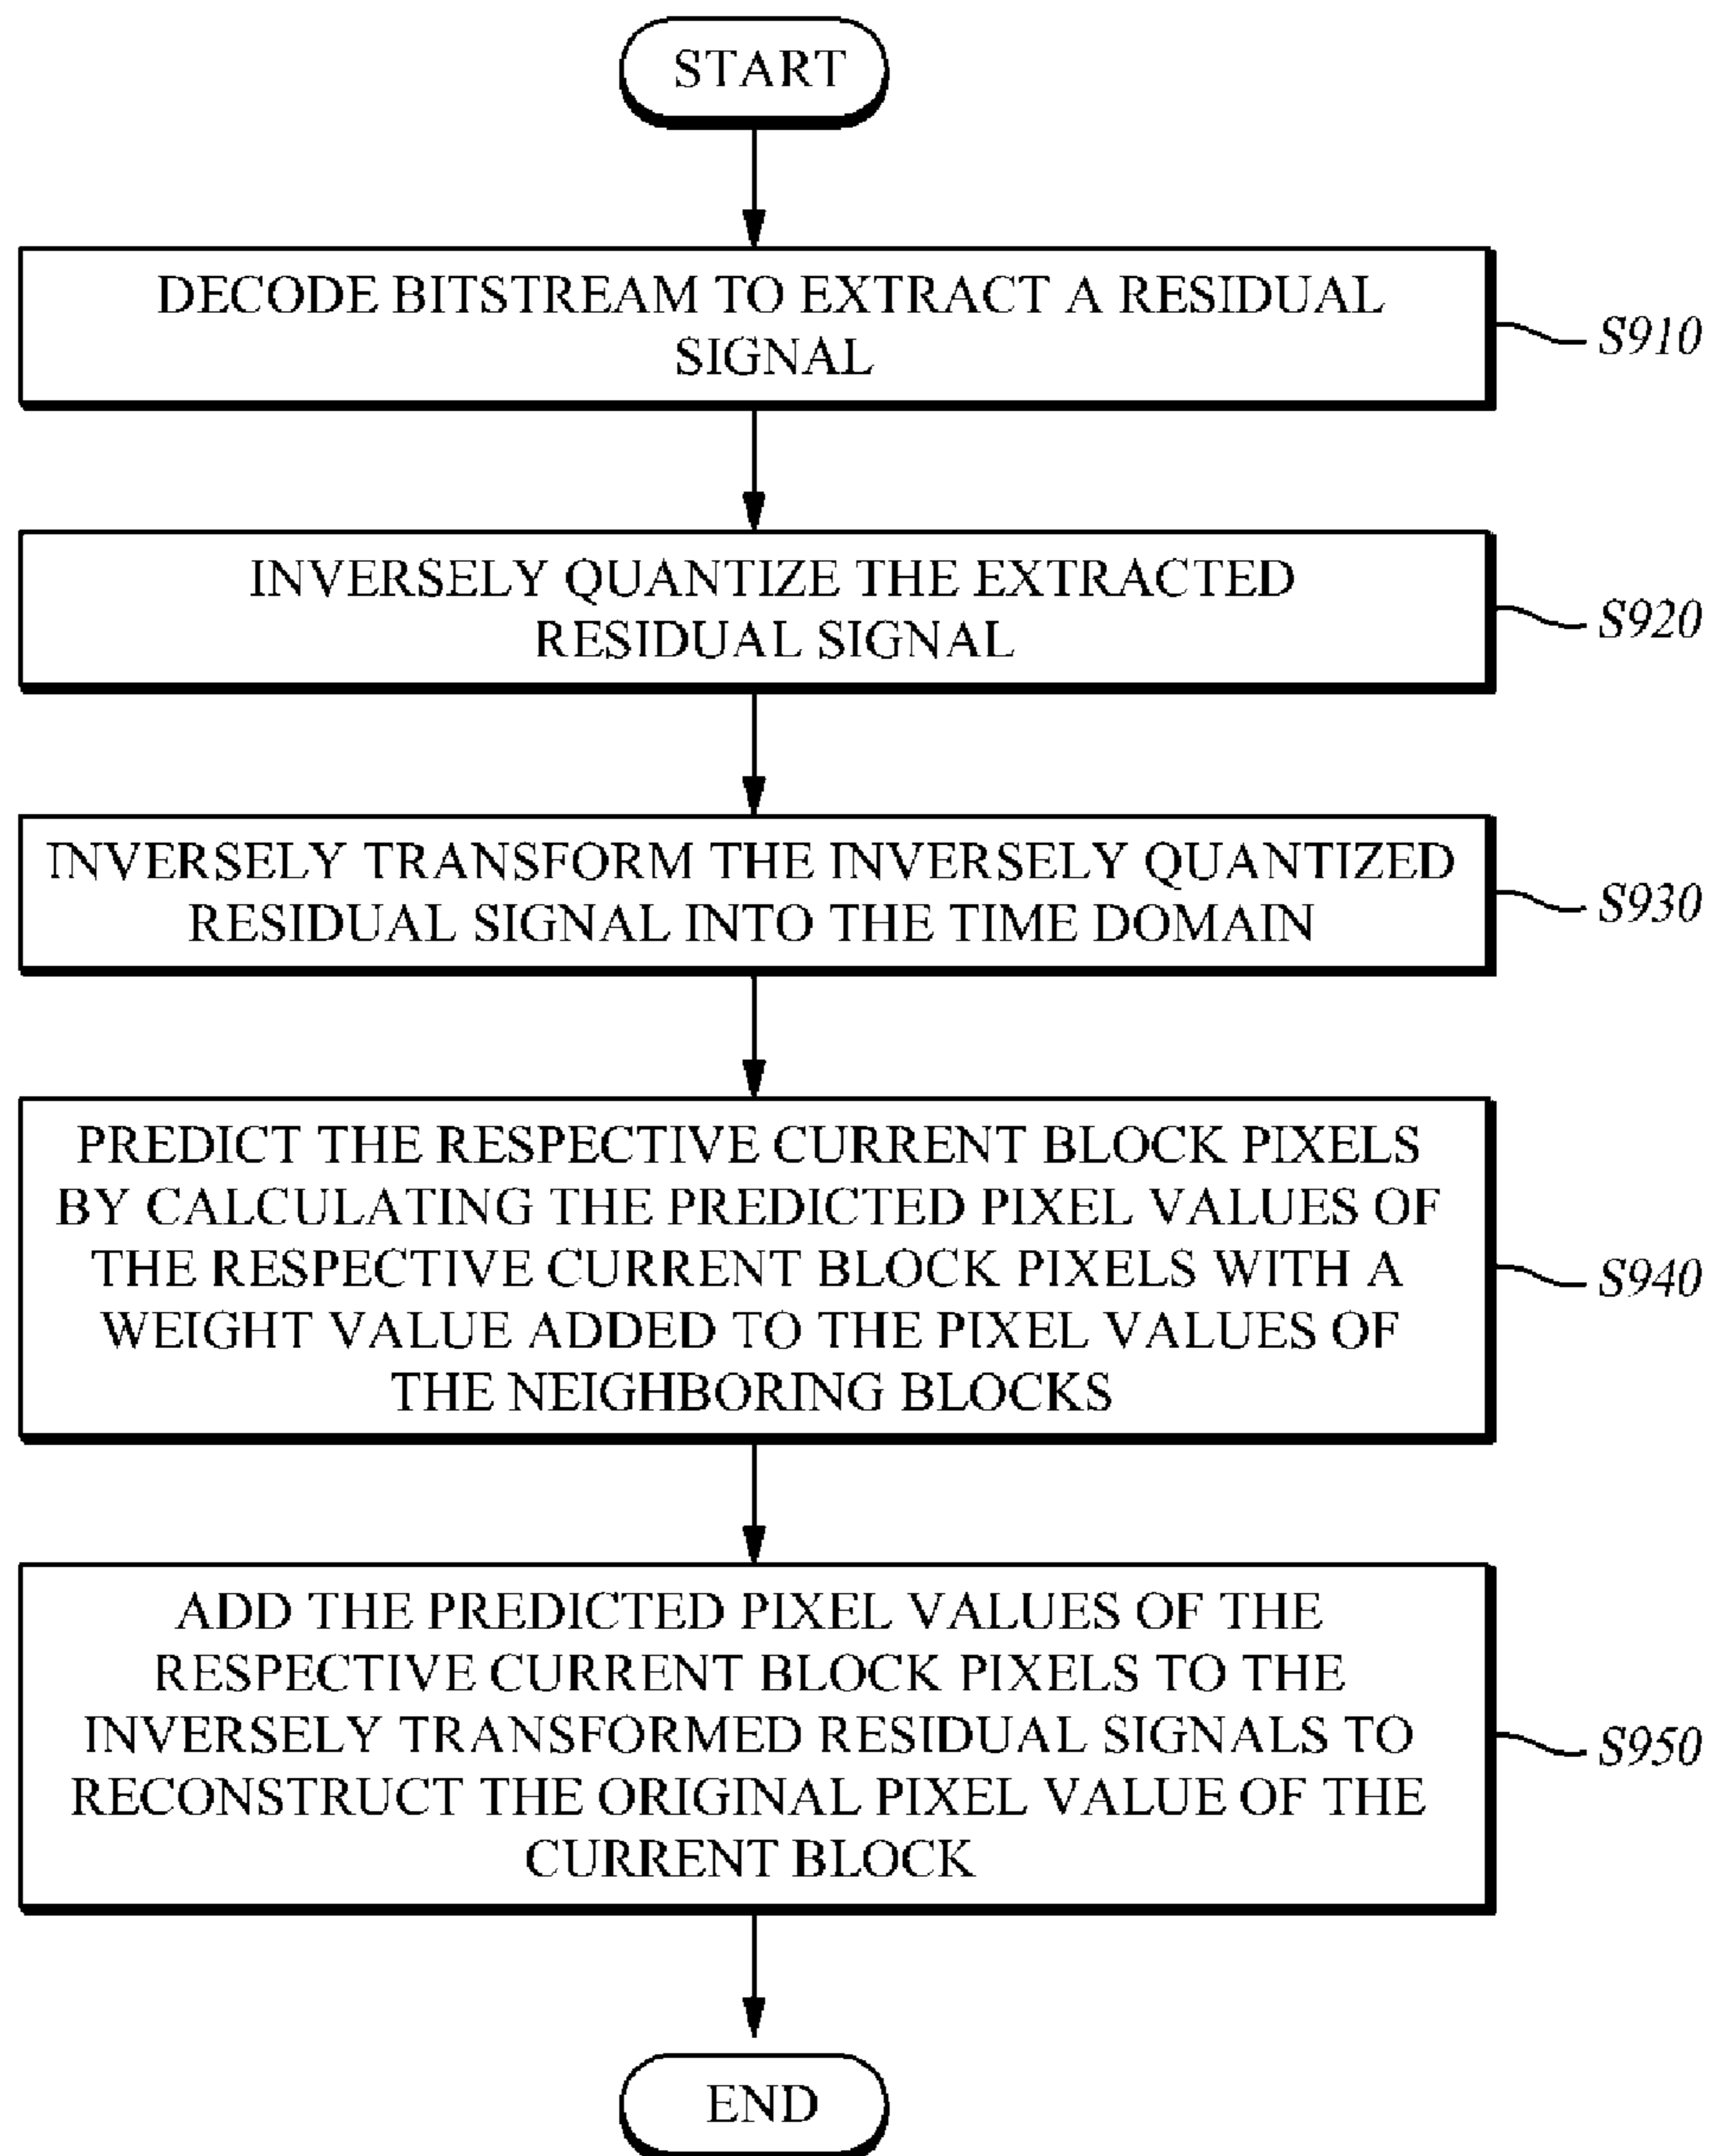 START
DECODE BITSTREAM TO EXTRACT A RESIDUAL
SIGNAL
S910
INVERSELY QUANTIZE THE EXTRACTED
RESIDUAL SIGNAL
S920
INVERSELY TRANSFORM THE INVERSELY QUANTIZED
RESIDUAL SIGNAL INTO THE TIME DOMAIN
S930
PREDICT THE RESPECTIVE CURRENT BLOCK PIXELS
BY CALCULATING THE PREDICTED PIXEL VALUES OF
THE RESPECTIVE CURRENT BLOCK PIXELS WITH A
WEIGHT VALUE ADDED TO THE PIXEL VALUES OF
THE NEIGHBORING BLOCKS
S940
ADD THE PREDICTED PIXEL VALUES OF THE
RESPECTIVE CURRENT BLOCK PIXELS TO THE
INVERSELY TRANSFORMED RESIDUAL SIGNALS TO
RECONSTRUCT THE ORIGINAL PIXEL VALUE OF THE
CURRENT BLOCK
S950
END